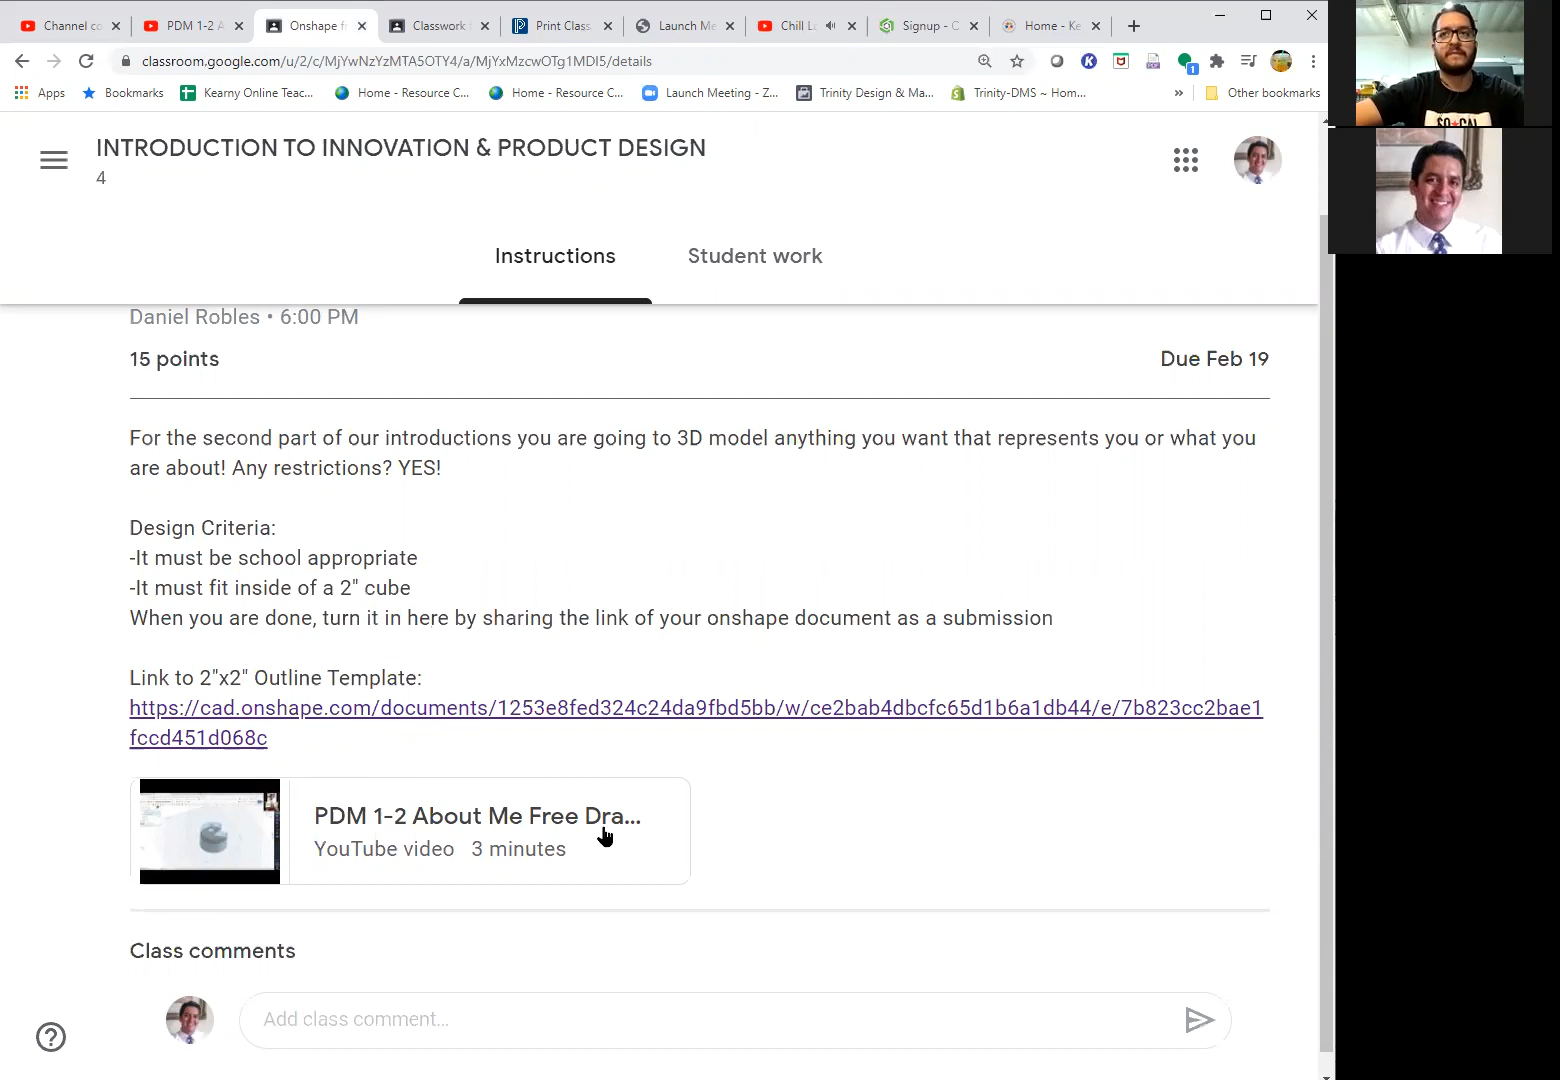 Channel co
PDM 1-2 A
Onshape fr
Classwork f
Print Class
Launch Me
Chill L
Signup - C
Home - Ke
classroom.google.com/u/2/c/MjYwNzYzMTA5OTY4/a/MjYxMzcwOTg1MDI5/details
Apps
Bookmarks
Kearny Online Teac...
Home - Resource C...
Home - Resource C...
Launch Meeting - Z...
Trinity Design & Ma...
Trinity-DMS ~ Hom...
»
Other bookmarks
INTRODUCTION TO INNOVATION & PRODUCT DESIGN
4
Instructions
Student work
Daniel Robles • 6:00 PM
15 points
Due Feb 19
For the second part of our introductions you are going to 3D model anything you want that represents you or what you
are about! Any restrictions? YES!
Design Criteria:
-It must be school appropriate
-It must fit inside of a 2" cube
When you are done, turn it in here by sharing the link of your onshape document as a submission
Link to 2"x2" Outline Template:
https://cad.onshape.com/documents/1253e8fed324c24da9fbd5bb/w/ce2bab4dbcfc65d1b6a1db44/e/7b823cc2bae1
fccd451d068c
PDM 1-2 About Me Free Dra...
YouTube video 3 minutes
Class comments
Add class comment...